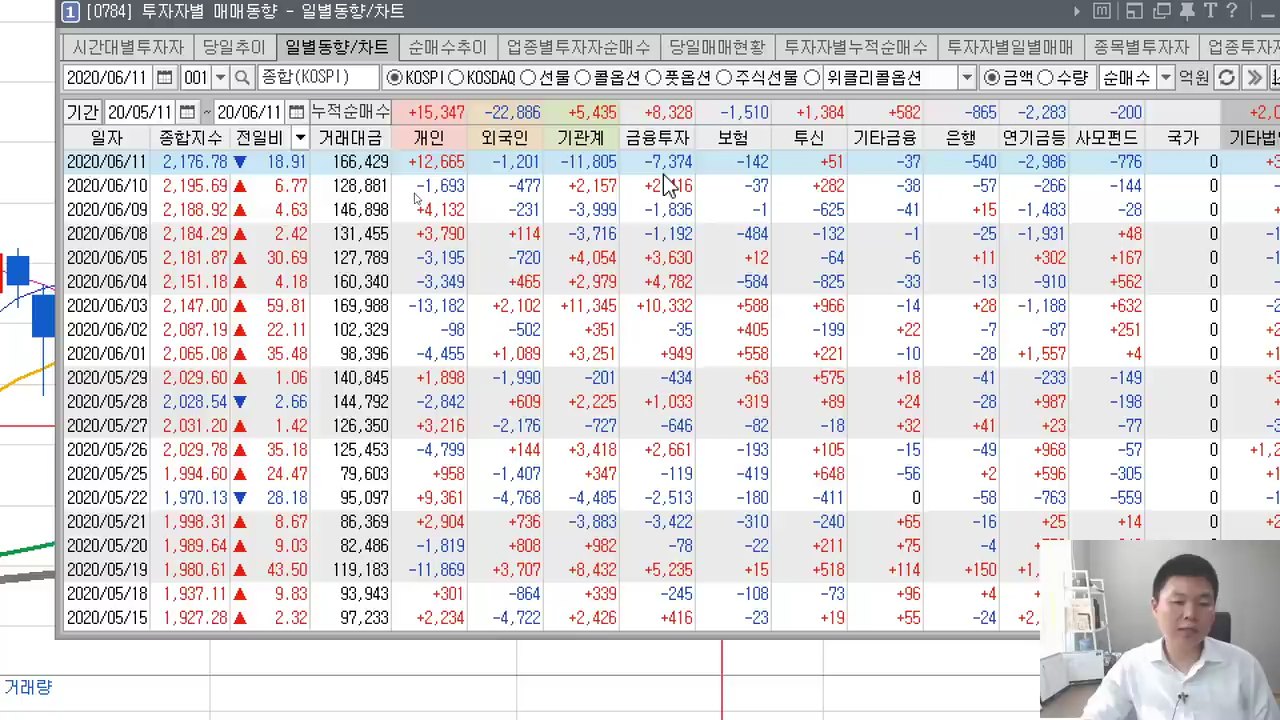 1 [0784] 투자자별 매매동향 - 일별동향/차트
시간대별투자자 당일추이 일별동향/차트 순매수추이 업종별투자자순매수 당일매매현황 투자자별누적순매수 투자자별일별매매 종목별투자자 업종투자
2020/06/11 001 종합(KOSPI) KOSPI KOSDAQ 선물 콜옵션 풋옵션 주식선물 위클리콜옵션 금액 수량 순매수 억원
기간 20/05/11 ~ 20/06/11 누적순매수 +15,347 -22,886 +5,435 +8,328 -1,510 +1,384 +582 -865 -2,283 -200
일자 종합지수 전일비 거래대금 개인 외국인 기관계 금융투자 보험 투신 기타금융 은행 연기금등 사모펀드 국가 기타법
2020/06/11 2,176.78 ▼ 18.91 166,429 +12,665 -1,201 -11,805 -7,374 -142 +51 -37 -540 -2,986 -776 0
2020/06/10 2,195.69 ▲ 6.77 128,881 -1,693 -477 +2,157 -37 +282 -38 -57 -266 -144 0
2020/06/09 2,188.92 ▲ 4.63 146,898 +4,132 -231 -3,999 -1,836 -1 -625 -41 +15 -1,483 -28 0
2020/06/08 2,184.29 ▲ 2.42 131,455 +3,790 +114 -3,716 -1,192 -484 -132 -1 -25 -1,931 +48 0
2020/06/05 2,181.87 ▲ 30.69 127,789 -3,195 -720 +4,054 +3,630 +12 -64 -6 +11 +302 +167 0
2020/06/04 2,151.18 ▲ 4.18 160,340 -3,349 +465 +2,979 +4,782 -584 -825 -33 -13 -910 +562 0
2020/06/03 2,147.00 ▲ 59.81 169,988 -13,182 +2,102 +11,345 +10,332 +588 +966 -14 +28 -1,188 +632 0
2020/06/02 2,087.19 ▲ 22.11 102,329 -98 -502 +351 -35 +405 -199 +22 -7 -87 +251 0
2020/06/01 2,065.08 ▲ 35.48 98,396 -4,455 +1,089 +3,251 +949 +558 +221 -10 -28 +1,557 +4 0
2020/05/29 2,029.60 ▲ 1.06 140,845 +1,898 -1,990 -201 -434 +63 +575 +18 -41 -233 -149 0
2020/05/28 2,028.54 ▼ 2.66 144,792 -2,842 +609 +2,225 +1,033 +319 +89 +24 -28 +987 -198 0
2020/05/27 2,031.20 ▲ 1.42 126,350 +3,216 -2,176 -727 -646 -82 -18 +32 +41 +23 -77 0
2020/05/26 2,029.78 ▲ 35.18 125,453 -4,799 +144 +3,418 +2,661 -193 +105 -15 -49 +968 -57 0
2020/05/25 1,994.60 ▲ 24.47 79,603 +958 -1,407 +347 -119 -419 +648 -56 +2 +596 -305 0
2020/05/22 1,970.13 ▼ 28.18 95,097 +9,361 -4,768 -4,485 -2,513 -180 -411 0 -58 -763 -559 0
2020/05/21 1,998.31 ▲ 8.67 86,369 +2,904 +736 -3,883 -3,422 -310 -240 +65 -16 +25 +14 0
2020/05/20 1,989.64 ▲ 9.03 82,486 -1,819 +808 +982 -78 -22 +211 +75 -4
2020/05/19 1,980.61 ▲ 43.50 119,183 -11,869 +3,707 +8,432 +5,235 +15 +518 +114 +150
2020/05/18 1,937.11 ▲ 9.83 93,943 +301 -864 +339 -245 -108 -73 +96 +4
2020/05/15 1,927.28 ▲ 2.32 97,233 +2,234 -4,722 +2,426 +416 -23 +19 +55 -24
거래량